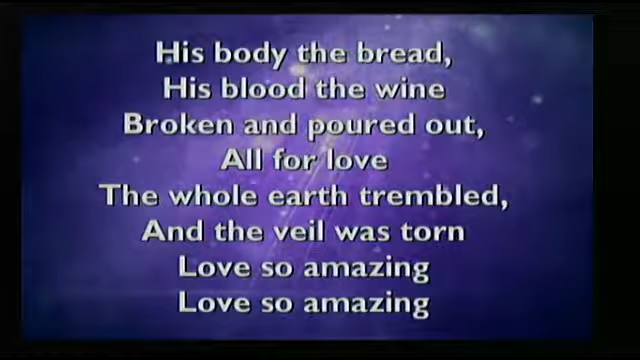 His body the bread,
His blood the wine
Broken and poured out,
All for love
The whole earth trembled,
And the veil was torn
Love so amazing
Love so amazing